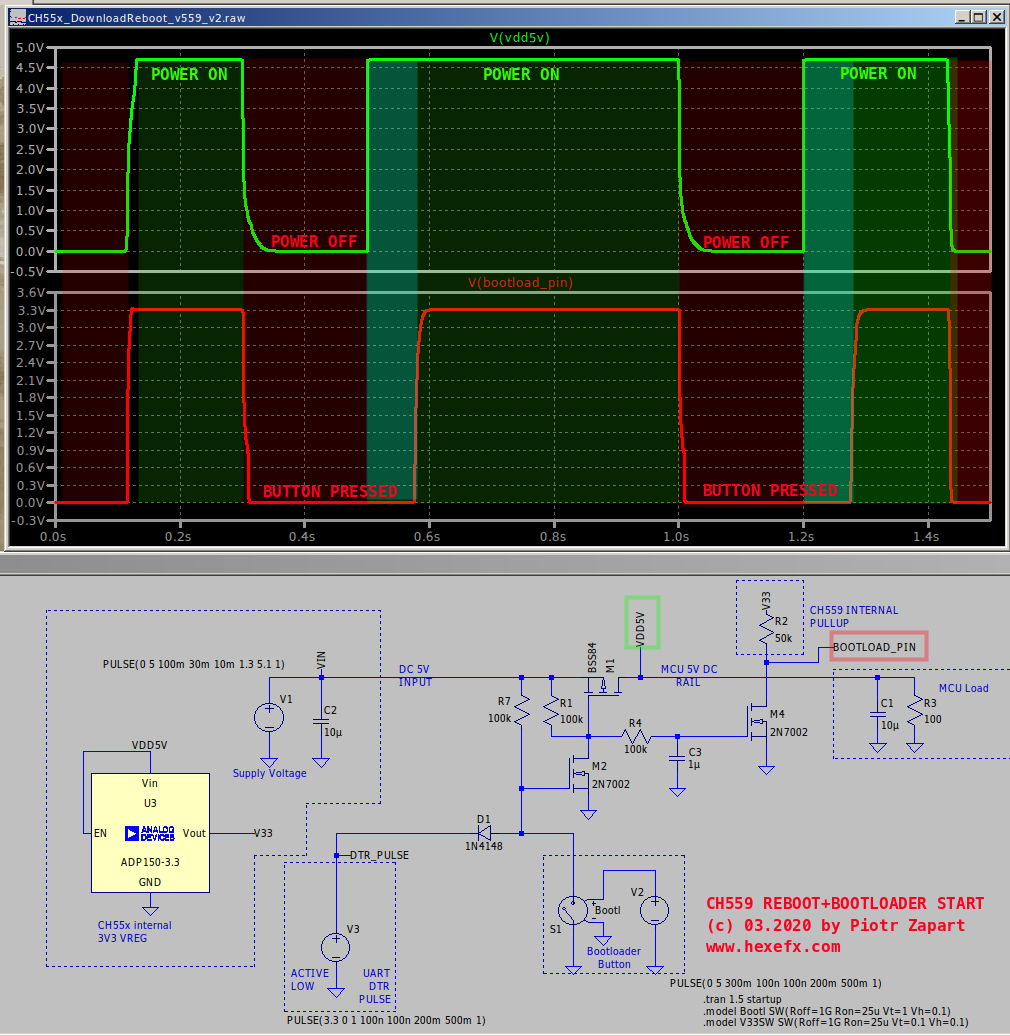 CH55x_DownloadReboot_v559_v2.raw
V(vdd5v)
5.0V
4.5V
4.0V
3.5V
3.0V
2.5V
2.0V
1.5V
1.0V
0.5V
0.0V
-0.5V
POWER ON
POWER ON
POWER ON
POWER OFF
POWER OFF
V(bootload_pin)
3.6V
3.3V
3.0V
2.7V
2.4V
2.1V
1.8V
1.5V
1.2V
0.9V
0.6V
0.3V
0.0V
-0.3V
BUTTON PRESSED
BUTTON PRESSED
0.0s
0.2s
0.4s
0.6s
0.8s
1.0s
1.2s
1.4s
PULSE(0 5 100m 30m 10m 1.3 5.1 1)
VIN
V1
C2
10µ
Supply Voltage
DC 5V
INPUT
VDD5V
Vin
U3
EN
ANALOG
DEVICES
Vout
V33
ADP150-3.3
GND
CH55x internal
3V3 VREG
R7
100k
R1
100k
BSS84
M1
VDD5V
MCU 5V DC
RAIL
R4
100k
C3
1µ
M2
2N7002
V33
R2
50k
CH559 INTERNAL
PULLUP
BOOTLOAD_PIN
M4
2N7002
MCU Load
C1
10µ
R3
100
D1
1N4148
DTR_PULSE
V3
ACTIVE
LOW
UART
DTR
PULSE
PULSE(3.3 0 1 100n 100n 200m 500m 1)
S1
Bootl
V2
Bootloader
Button
PULSE(0 5 300m 100n 100n 200m 500m 1)
CH559 REBOOT+BOOTLOADER START
(c) 03.2020 by Piotr Zapart
www.hexefx.com
.tran 1.5 startup
.model Bootl SW(Roff=1G Ron=25u Vt=1 Vh=0.1)
.model V33SW SW(Roff=1G Ron=25u Vt=0.1 Vh=0.1)